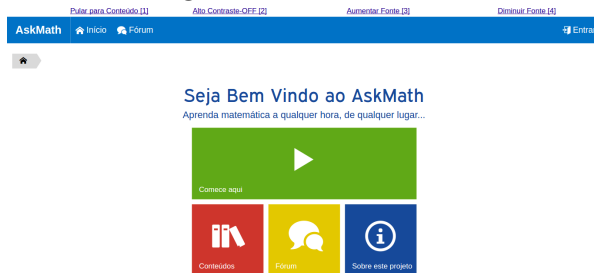 Pular para Conteúdo [1] Alto Contraste-OFF [2] Aumentar Fonte [3] Diminuir Fonte [4]
AskMath Início Fórum Entrar
Seja Bem Vindo ao AskMath
Aprenda matemática a qualquer hora, de qualquer lugar...
Comece aqui
Conteúdos Fórum Sobre este projeto